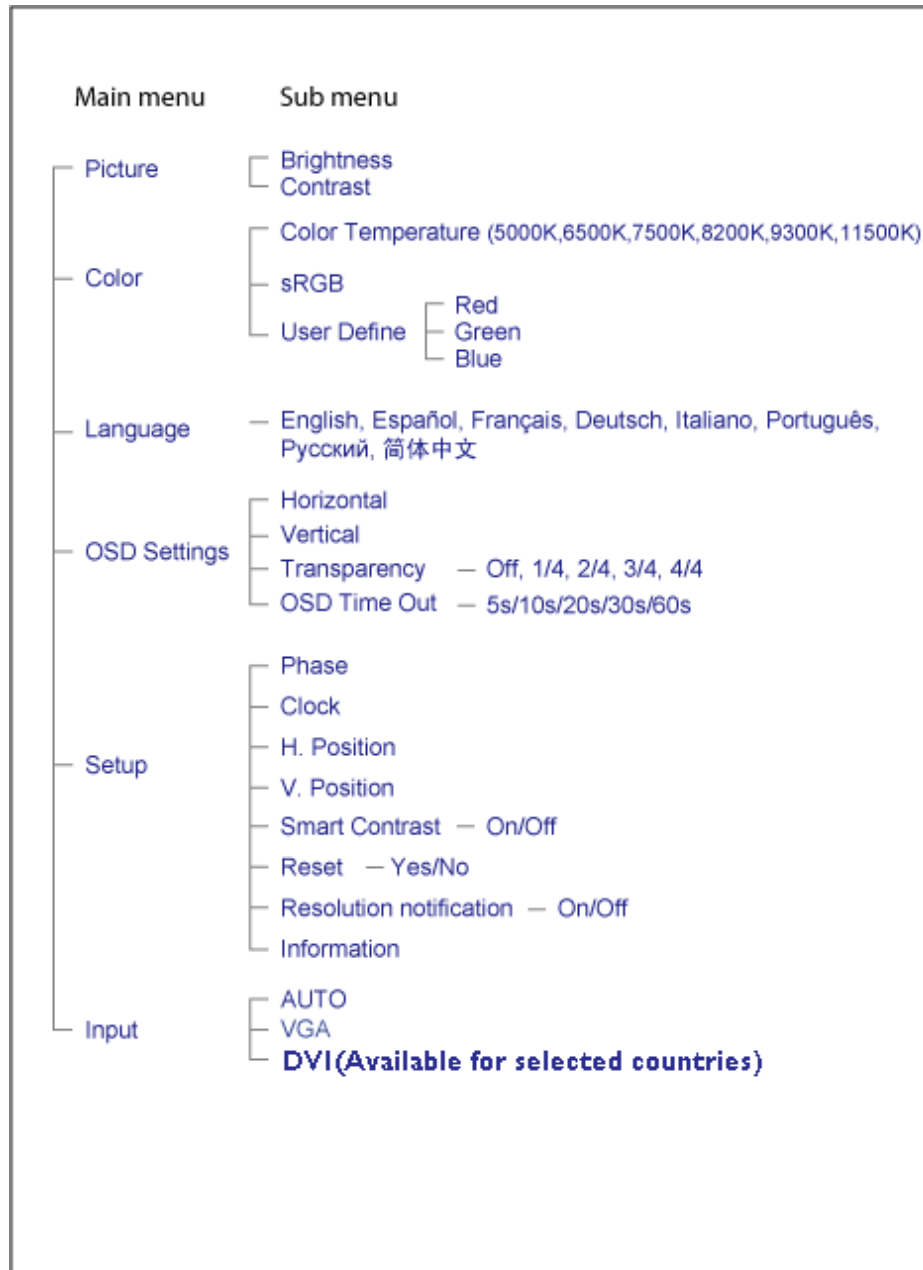 Main menu Sub menu
Picture Brightness
Contrast
Color Temperature (5000K,6500K,7500K,8200K,9300K,11500K)
Color sRGB
Red
User Define Green
Blue
Language English, Español, Français, Deutsch, Italiano, Português,
Русский, 简体中文
Horizontal
Vertical
OSD Settings
Transparency — Off, 1/4, 2/4, 3/4, 4/4
OSD Time Out — 5s/10s/20s/30s/60s
Phase
Clock
H. Position
Setup
V. Position
Smart Contrast — On/Off
Reset — Yes/No
Resolution notification — On/Off
Information
AUTO
Input VGA
DVI(Available for selected countries)